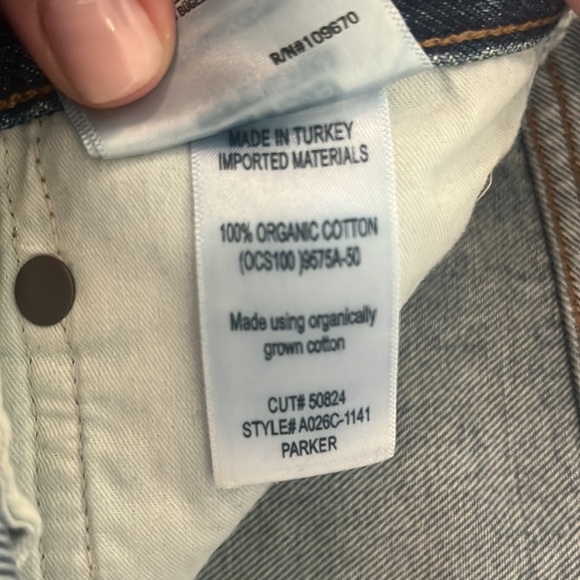 R/N#109670
MADE IN TURKEY
IMPORTED MATERIALS
100% ORGANIC COTTON
(OCS100 )9575A-50
Made using organically
grown cotton
CUT# 50824
STYLE# A026C-1141
PARKER